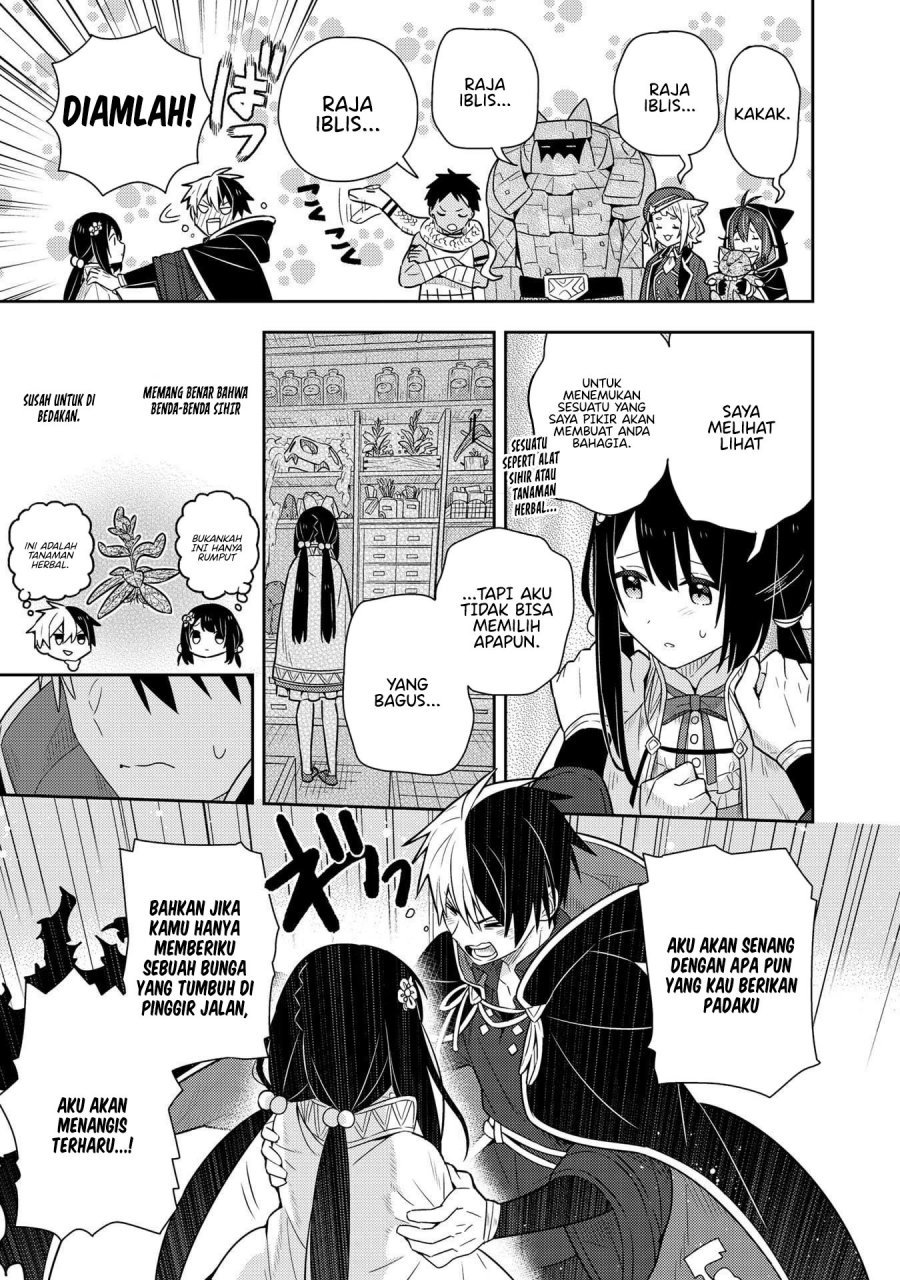 KAKAK.
RAJA
IBLIS...
RAJA
IBLIS...
RAJA
IBLIS...
DIAMLAH!
ばっ
SAYA
MELIHAT
LIHAT
UNTUK
MENEMUKAN
SESUATU YANG
SAYA PIKIR AKAN
MEMBUAT ANDA
BAHAGIA.
SESUATU
SEPERTI ALAT
SIHIR ATAU
TANAMAN
HERBAL...
...TAPI AKU
TIDAK BISA
MEMILIH
APAPUN.
YANG
BAGUS...
MEMANG BENAR BAHWA
BENDA-BENDA SIHIR
SUSAH UNTUK DI
BEDAKAN.
BUKANKAH
INI HANYA
RUMPUT
INI ADALAH
TANAMAN
HERBAL.
ズッ
AKU AKAN SENANG
DENGAN APA PUN
YANG KAU BERIKAN
PADAKU
BAHKAN JIKA
KAMU HANYA
MEMBERIKU
SEBUAH BUNGA
YANG TUMBUH DI
PINGGIR JALAN,
AKU AKAN
MENANGIS
TERHARU...!